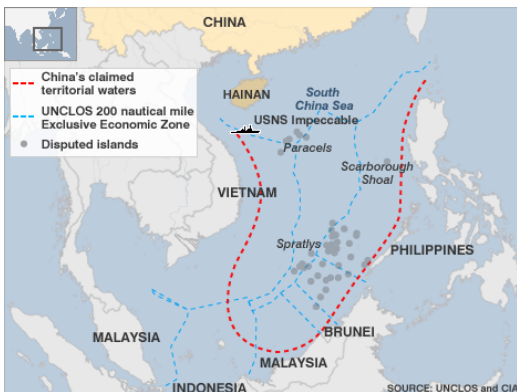 CHINA
China's claimed
territorial waters
UNCLOS 200 nautical mile
Exclusive Economic Zone
Disputed islands
HAINAN
South
China Sea
USNS Impeccable
Paracels
Scarborough
Shoal
VIETNAM
Spratlys
PHILIPPINES
BRUNEI
MALAYSIA
MALAYSIA
INDONESIA
SOURCE: UNCLOS and CIA